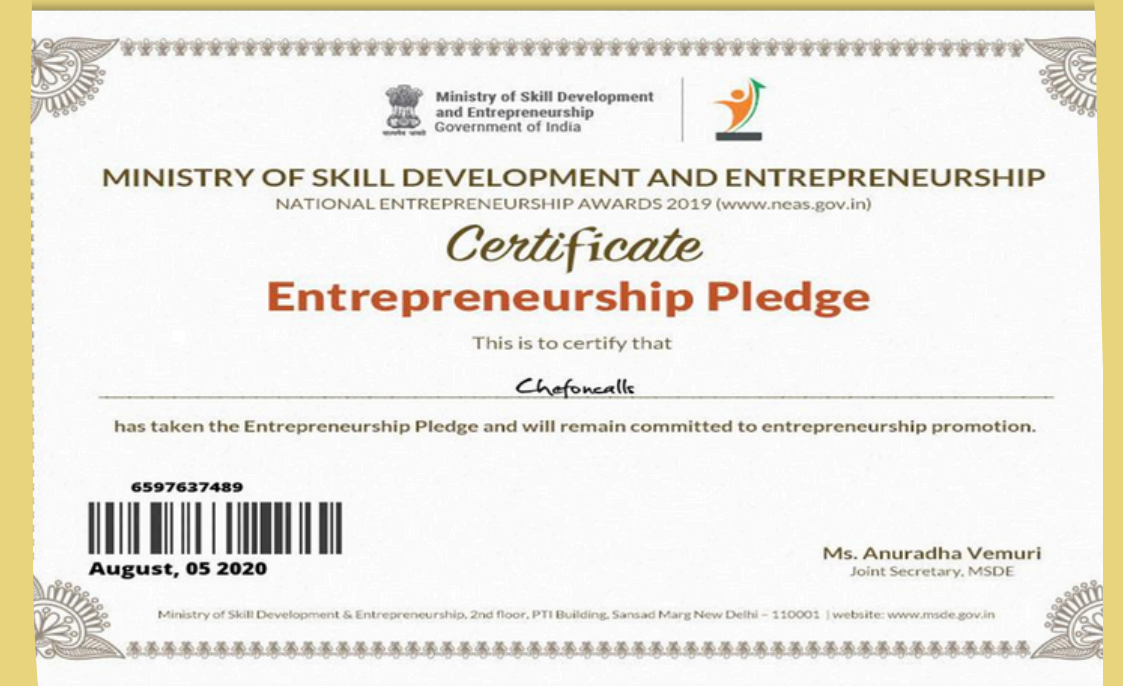 Ministry of Skill Development
and Entrepreneurship
Government of India
सत्यमेव जयते
MINISTRY OF SKILL DEVELOPMENT AND ENTREPRENEURSHIP
NATIONAL ENTREPRENEURSHIP AWARDS 2019 (www.neas.gov.in)
Certificate
Entrepreneurship Pledge
This is to certify that
Chefoncalls
has taken the Entrepreneurship Pledge and will remain committed to entrepreneurship promotion.
6597637489
August, 05 2020
Ms. Anuradha Vemuri
Joint Secretary, MSDE
Ministry of Skill Development & Entrepreneurship, 2nd floor, PTI Building, Sansad Marg New Delhi – 110001 | website: www.msde.gov.in